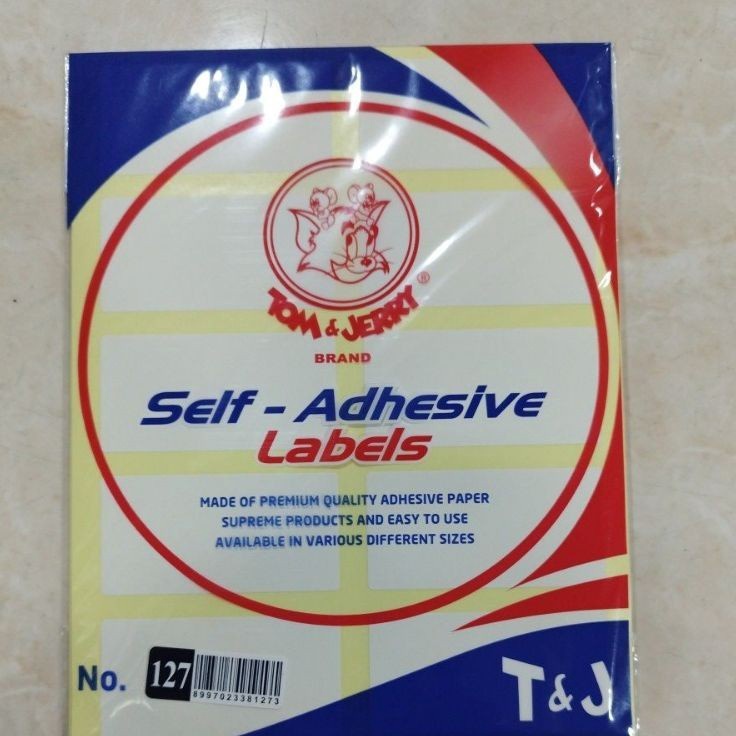 TOM & JERRY ®
BRAND
Self - Adhesive
Labels
MADE OF PREMIUM QUALITY ADHESIVE PAPER
SUPREME PRODUCTS AND EASY TO USE
AVAILABLE IN VARIOUS DIFFERENT SIZES
No. 127
8997023381273
T & J